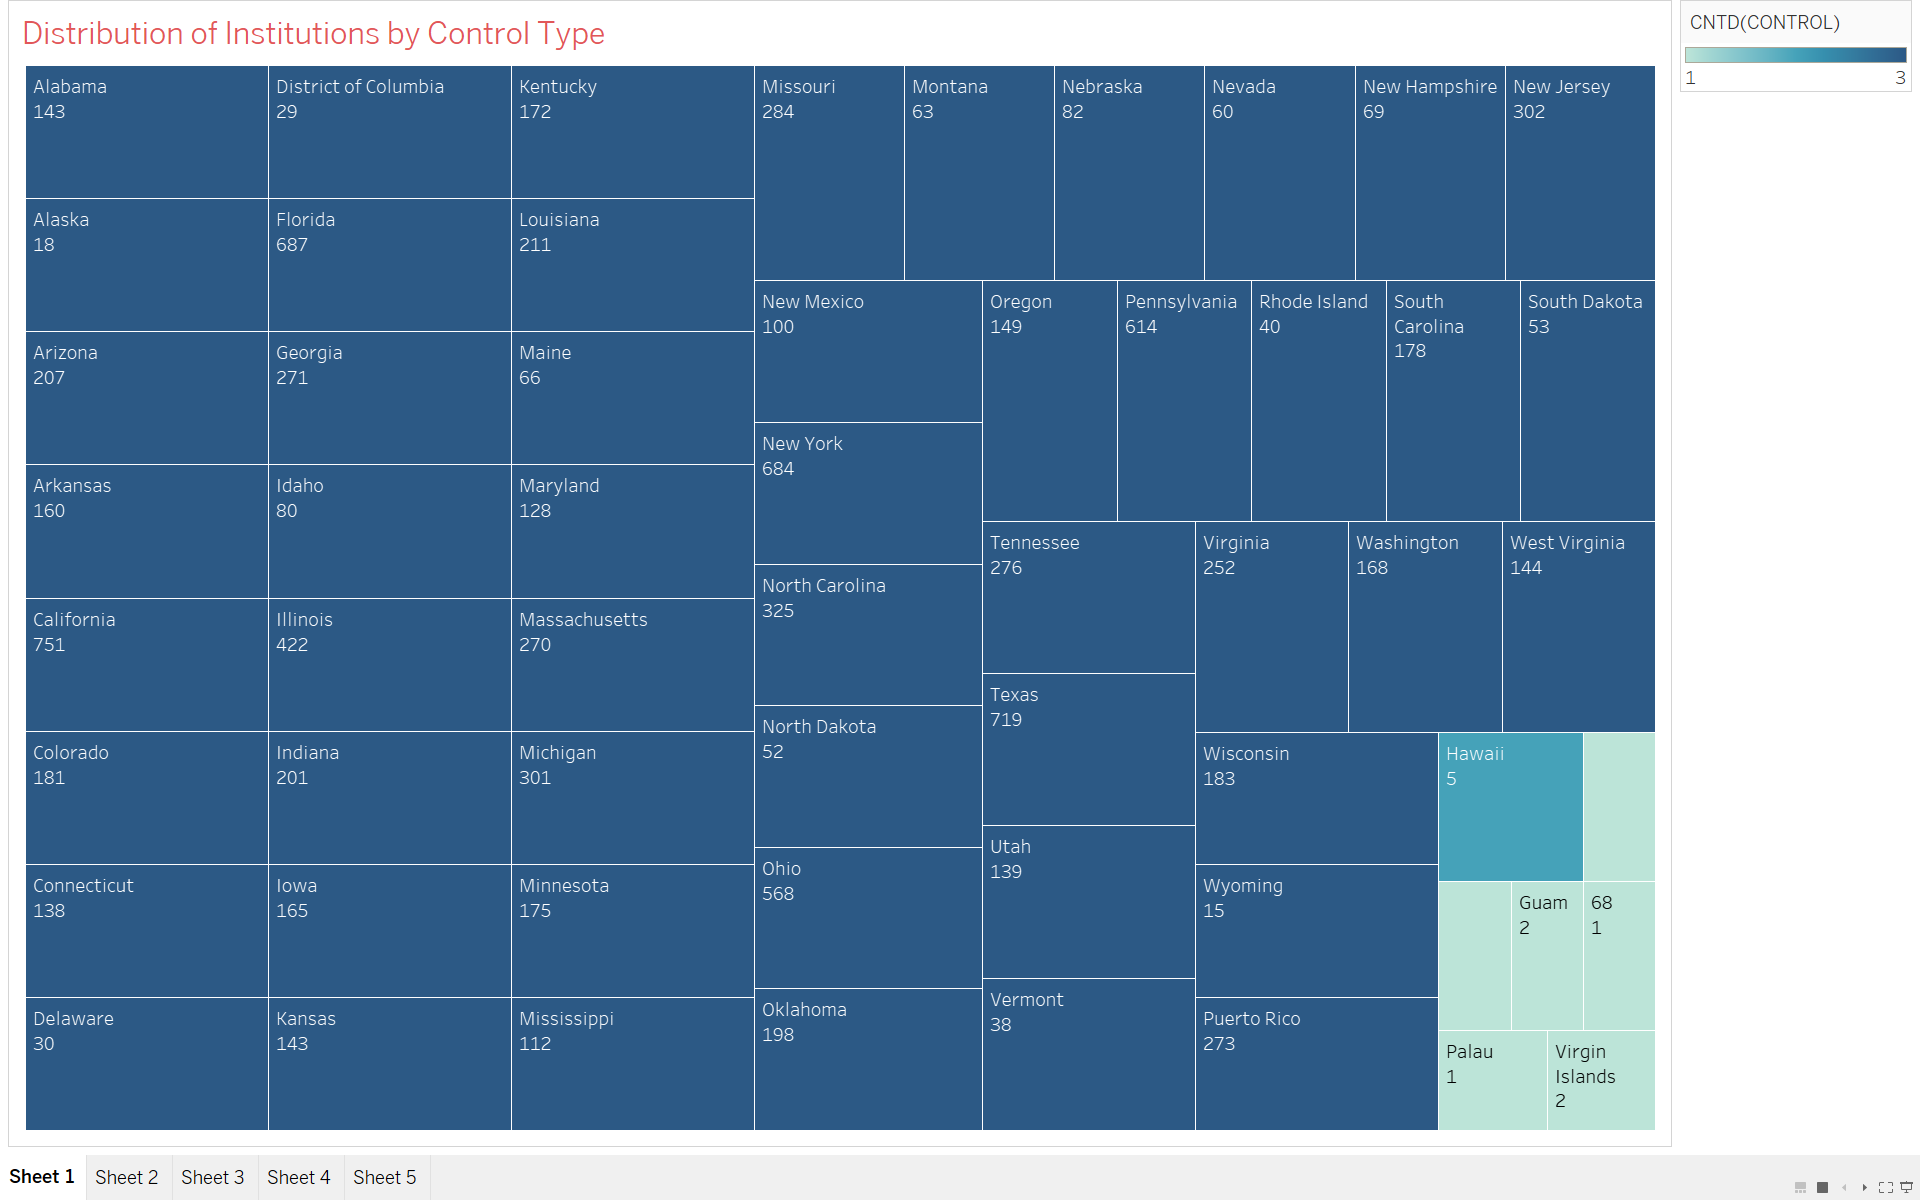 Distribution of Institutions by Control Type
CNTD(CONTROL)
1 3
Alabama
143
Alaska
18
Arizona
207
Arkansas
160
California
751
Colorado
181
Connecticut
138
Delaware
30
District of Columbia
29
Florida
687
Georgia
271
Idaho
80
Illinois
422
Indiana
201
Iowa
165
Kansas
143
Kentucky
172
Louisiana
211
Maine
66
Maryland
128
Massachusetts
270
Michigan
301
Minnesota
175
Mississippi
112
Missouri
284
Montana
63
Nebraska
82
Nevada
60
New Hampshire
69
New Jersey
302
New Mexico
100
New York
684
North Carolina
325
North Dakota
52
Ohio
568
Oklahoma
198
Oregon
149
Pennsylvania
614
Rhode Island
40
South
Carolina
178
South Dakota
53
Tennessee
276
Texas
719
Utah
139
Vermont
38
Virginia
252
Washington
168
West Virginia
144
Wisconsin
183
Wyoming
15
Puerto Rico
273
Hawaii
5
Guam
2
68
1
Palau
1
Virgin
Islands
2
Sheet 1 Sheet 2 Sheet 3 Sheet 4 Sheet 5